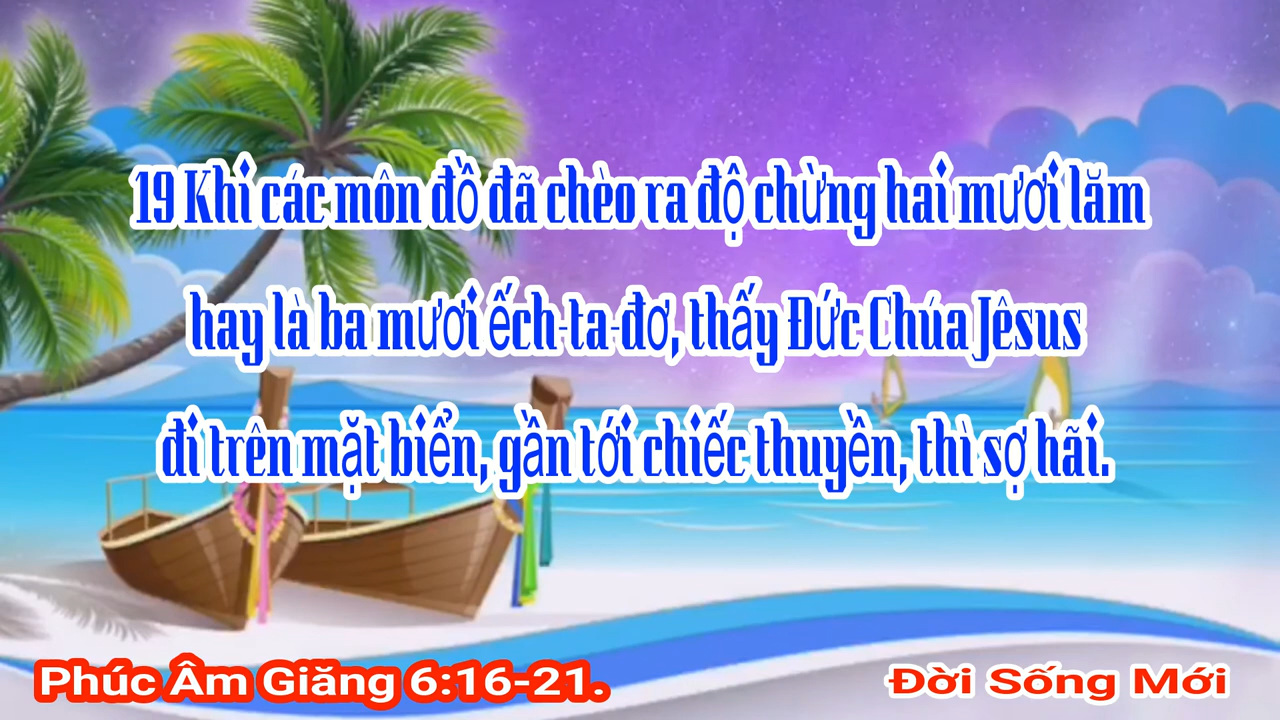 19 Khi các môn đồ đã chèo ra độ chừng hai mươi lăm
hay là ba mươi ếch-ta-đơ, thấy Đức Chúa Jêsus
đi trên mặt biển, gần tới chiếc thuyền, thì sợ hãi.
Phúc Âm Giăng 6:16-21.
Đời Sống Mới